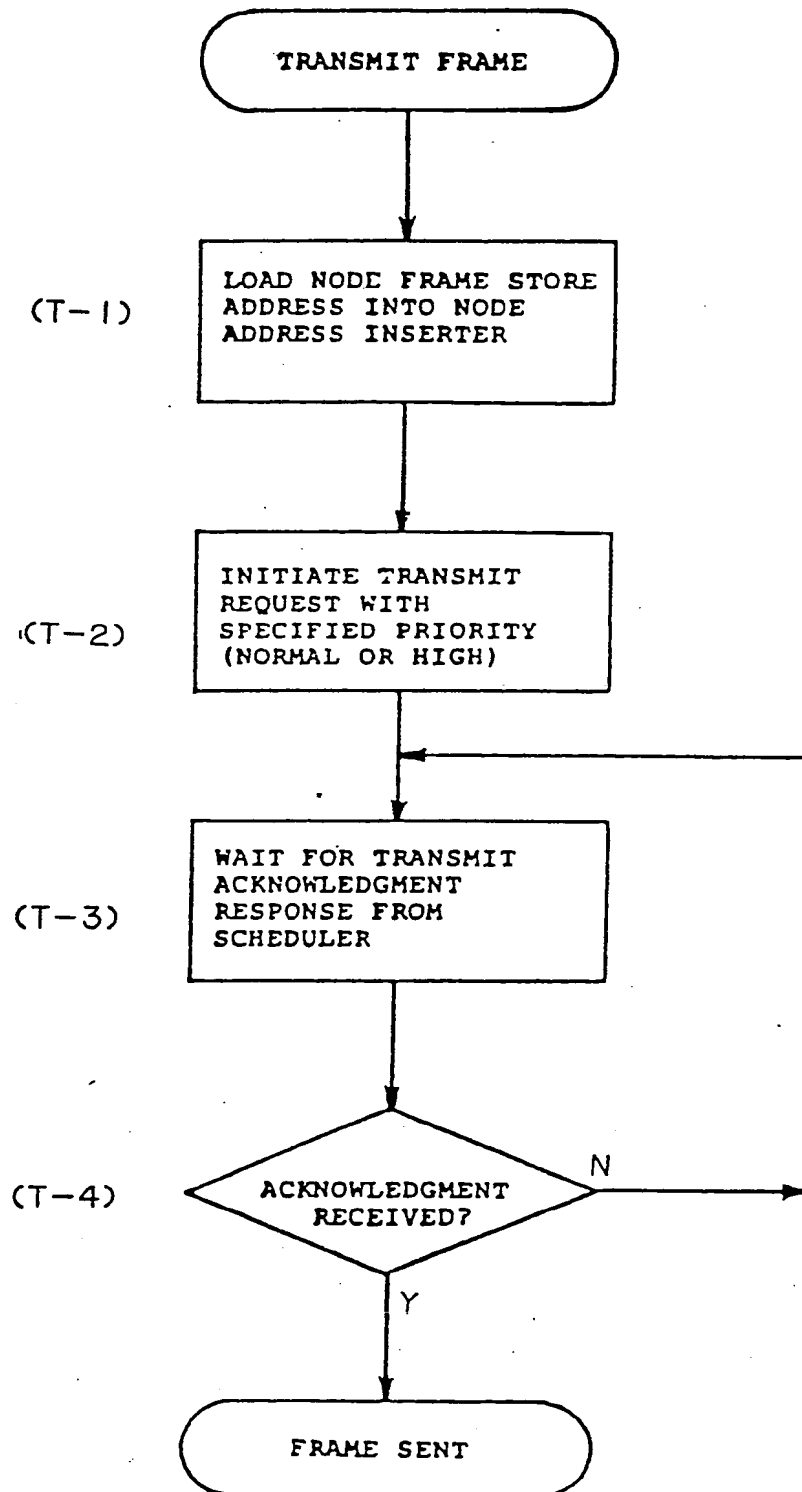 TRANSMIT FRAME
(T-1)
LOAD NODE FRAME STORE
ADDRESS INTO NODE
ADDRESS INSERTER
(T-2)
INITIATE TRANSMIT
REQUEST WITH
SPECIFIED PRIORITY
(NORMAL OR HIGH)
(T-3)
WAIT FOR TRANSMIT
ACKNOWLEDGMENT
RESPONSE FROM
SCHEDULER
(T-4)
ACKNOWLEDGMENT
RECEIVED?
N
Y
FRAME SENT